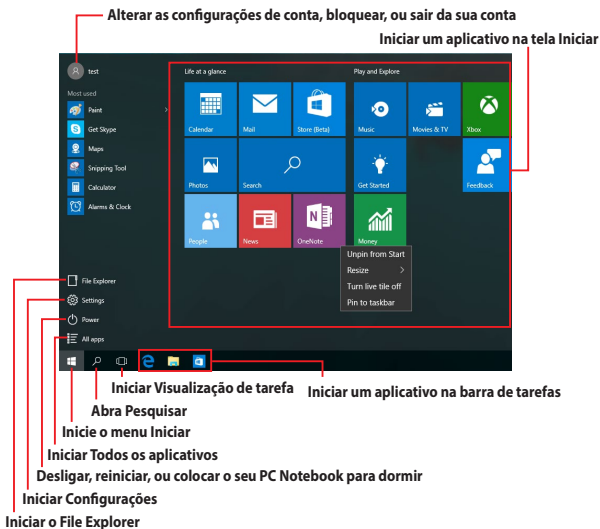 Alterar as configurações de conta, bloquear, ou sair da sua conta
Iniciar um aplicativo na tela Iniciar
test
Most used
Paint
Get Skype
Maps
Snipping Tool
Calculator
Alarms & Clock
File Explorer
Settings
Power
All apps
Life at a glance
Calendar
Mail
Store (Beta)
Photos
Search
People
News
OneNote
Play and Explore
Music
Movies & TV
Xbox
Get Started
Feedback
Money
Unpin from Start
Resize
Turn live tile off
Pin to taskbar
Iniciar Visualização de tarefa
Iniciar um aplicativo na barra de tarefas
Abra Pesquisar
Inicie o menu Iniciar
Iniciar Todos os aplicativos
Desligar, reiniciar, ou colocar o seu PC Notebook para dormir
Iniciar Configurações
Iniciar o File Explorer